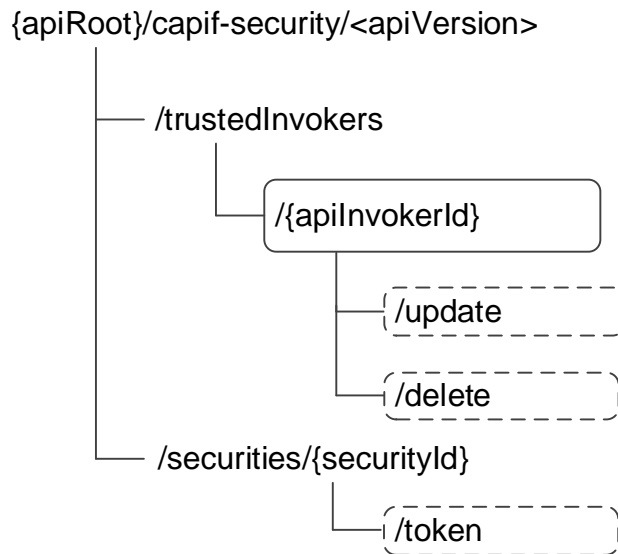 {apiRoot}/capif-security/<apiVersion>
/trustedInvokers
/{apiInvokerId}
/update
/delete
/securities/{securityId}
/token